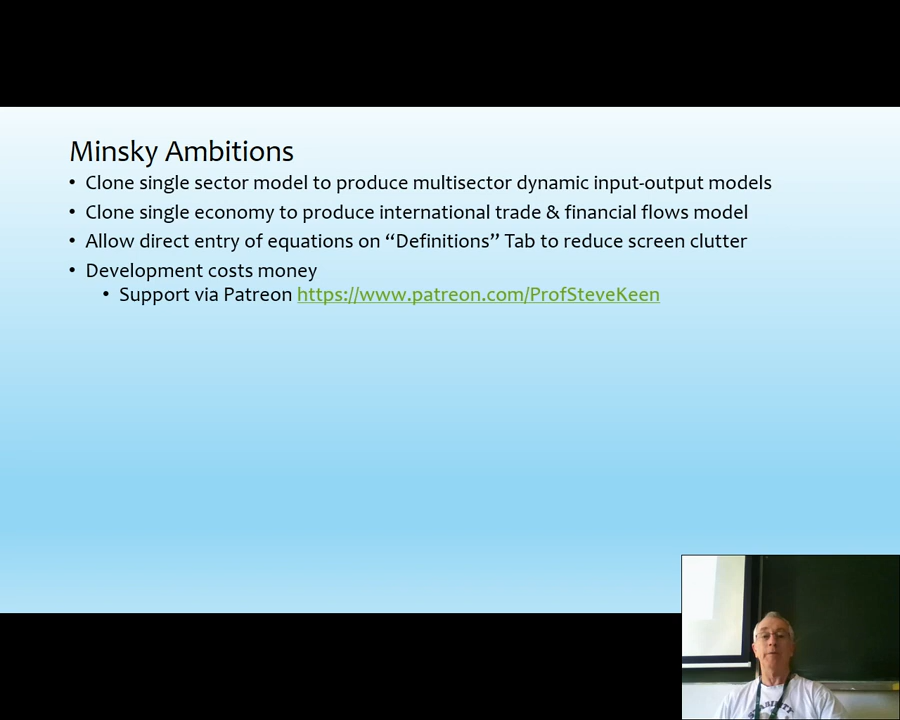 Minsky Ambitions
• Clone single sector model to produce multisector dynamic input-output models
• Clone single economy to produce international trade & financial flows model
• Allow direct entry of equations on “Definitions” Tab to reduce screen clutter
• Development costs money
• Support via Patreon https://www.patreon.com/ProfSteveKeen